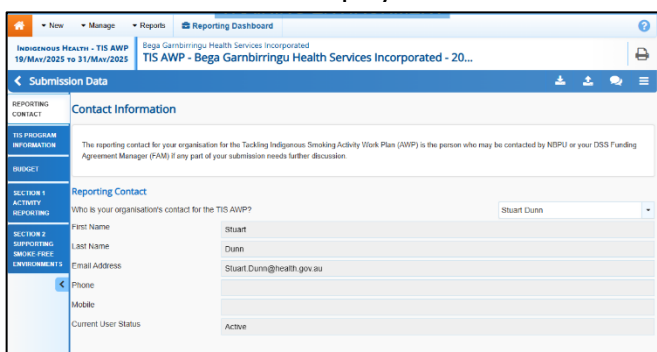 New
Manage
Reports
Reporting Dashboard
?
INDIGENOUS HEALTH - TIS AWP
19/MAY/2025 TO 31/MAY/2025
Bega Garnbirringu Health Services Incorporated
TIS AWP - Bega Garnbirringu Health Services Incorporated - 20...
Submission Data
REPORTING
CONTACT
TIS PROGRAM
INFORMATION
BUDGET
SECTION 1
ACTIVITY
REPORTING
SECTION 2
SUPPORTING
SMOKE-FREE
ENVIRONMENTS
Contact Information
The reporting contact for your organisation for the Tackling Indigenous Smoking Activity Work Plan (AWP) is the person who may be contacted by NBPU or your DSS Funding
Agreement Manager (FAM) if any part of your submission needs further discussion.
Reporting Contact
Who is your organisation's contact for the TIS AWP?
Stuart Dunn
First Name
Stuart
Last Name
Dunn
Email Address
Stuart.Dunn@health.gov.au
Phone
Mobile
Current User Status
Active